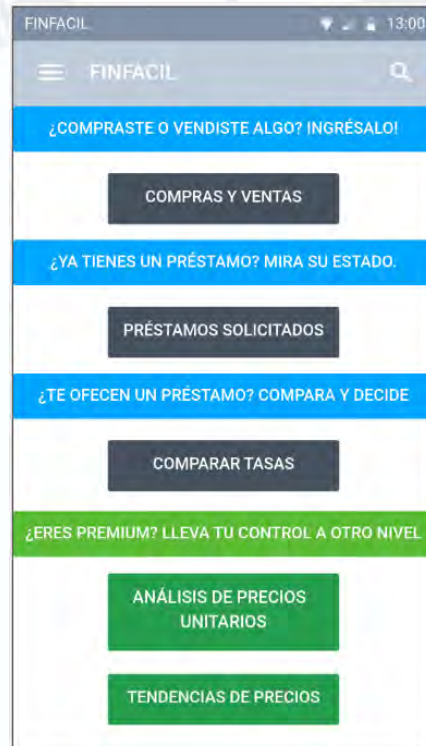 FINFACIL 13:00
FINFACIL
¿COMPRASTE O VENDISTE ALGO? INGRÉSALO!
COMPRAS Y VENTAS
¿YA TIENES UN PRÉSTAMO? MIRA SU ESTADO.
PRÉSTAMOS SOLICITADOS
¿TE OFECEN UN PRÉSTAMO? COMPARA Y DECIDE
COMPARAR TASAS
¿ERES PREMIUM? LLEVA TU CONTROL A OTRO NIVEL
ANÁLISIS DE PRECIOS
UNITARIOS
TENDENCIAS DE PRECIOS